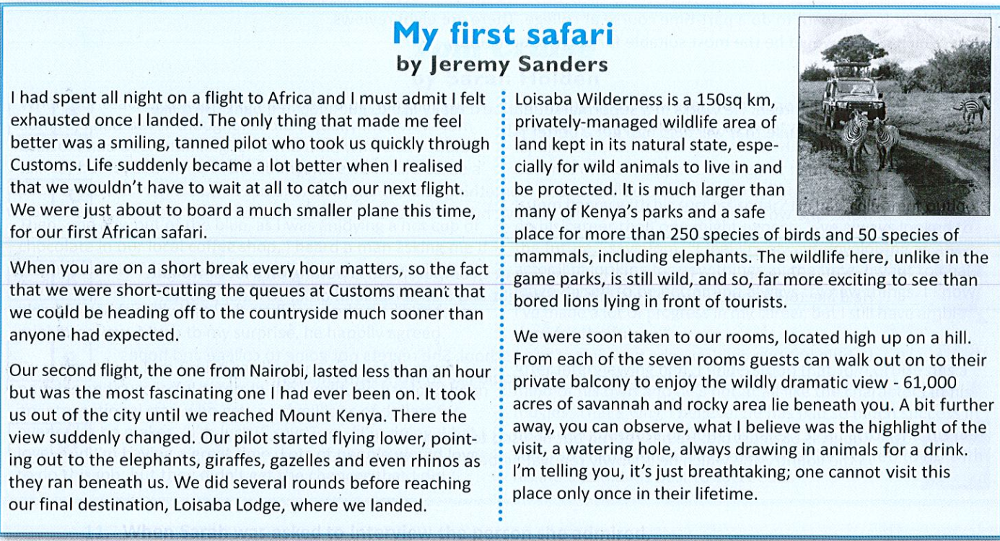 My first safari
by Jeremy Sanders
I had spent all night on a flight to Africa and I must admit I felt
exhausted once I landed. The only thing that made me feel
better was a smiling, tanned pilot who took us quickly through
Customs. Life suddenly became a lot better when I realised
that we wouldn't have to wait at all to catch our next flight.
We were just about to board a much smaller plane this time,
for our first African safari.
When you are on a short break every hour matters, so the fact
that we were short-cutting the queues at Customs meant that
we could be heading off to the countryside much sooner than
anyone had expected.
Our second flight, the one from Nairobi, lasted less than an hour
but was the most fascinating one I had ever been on. It took
us out of the city until we reached Mount Kenya. There the
view suddenly changed. Our pilot started flying lower, point-
ing out to the elephants, giraffes, gazelles and even rhinos as
they ran beneath us. We did several rounds before reaching
our final destination, Loisaba Lodge, where we landed.
Loisaba Wilderness is a 150sq km,
privately-managed wildlife area of
land kept in its natural state, espe-
cially for wild animals to live in and
be protected. It is much larger than
many of Kenya's parks and a safe
place for more than 250 species of birds and 50 species of
mammals, including elephants. The wildlife here, unlike in the
game parks, is still wild, and so, far more exciting to see than
bored lions lying in front of tourists.
We were soon taken to our rooms, located high up on a hill.
From each of the seven rooms guests can walk out on to their
private balcony to enjoy the wildly dramatic view - 61,000
acres of savannah and rocky area lie beneath you. A bit further
away, you can observe, what I believe was the highlight of the
visit, a watering hole, always drawing in animals for a drink.
I'm telling you, it's just breathtaking; one cannot visit this
place only once in their lifetime.